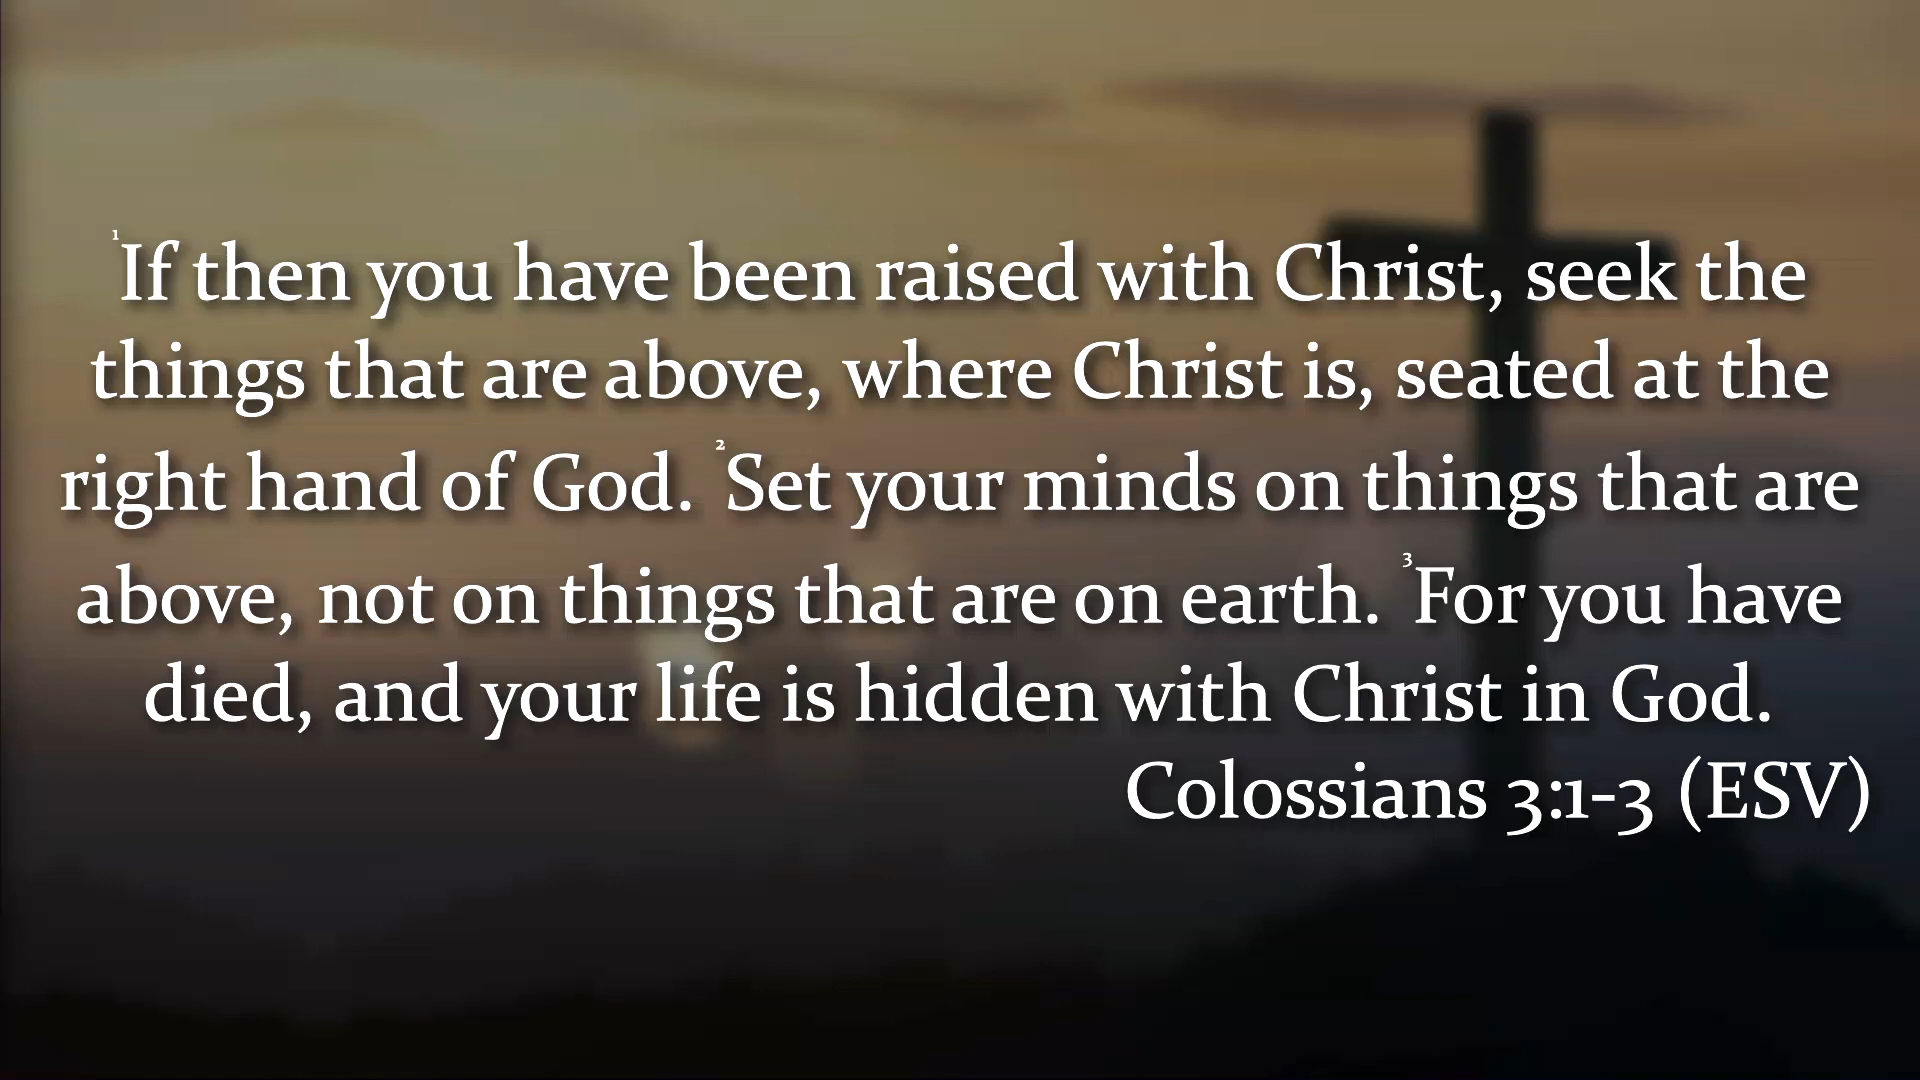 ¹If then you have been raised with Christ, seek the
things that are above, where Christ is, seated at the
right hand of God. ²Set your minds on things that are
above, not on things that are on earth. ³For you have
died, and your life is hidden with Christ in God.
Colossians 3:1-3 (ESV)